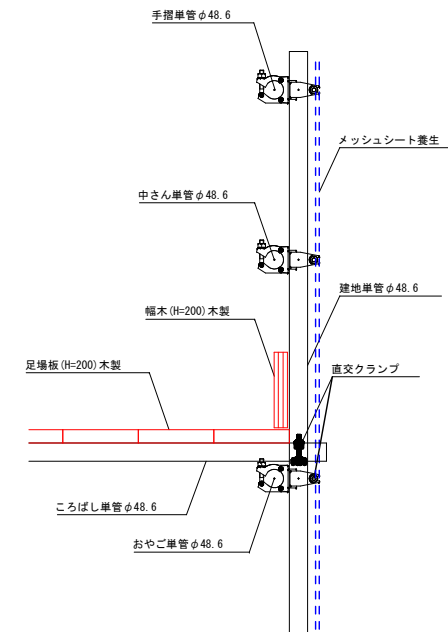 手摺単管φ48.6
メッシュシート養生
中さん単管φ48.6
建地単管φ48.6
幅木(H=200)木製
足場板(H=200)木製
直交クランプ
ころばし単管φ48.6
おやご単管φ48.6